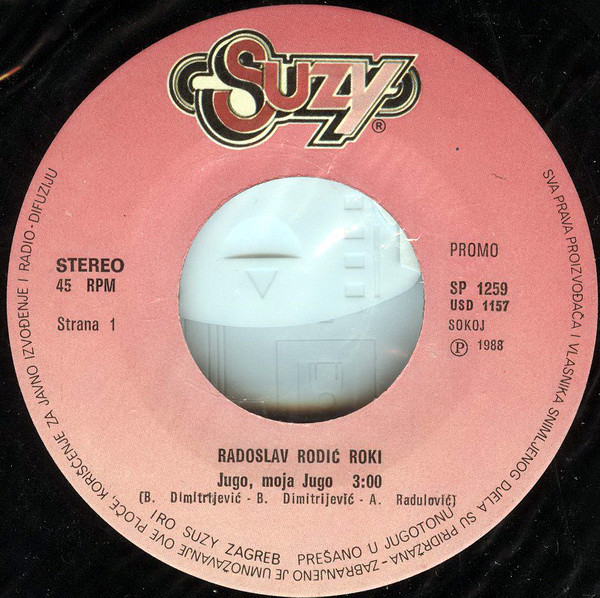 SUZY®
STEREO
45 RPM
Strana 1
PROMO
SP 1259
USD 1157
SOKOJ
Ⓟ 1988
RADOSLAV RODIĆ ROKI
Jugo, moja Jugo 3:00
(B. Dimitrijević - B. Dimitrijević - A. Radulović)
IRO SUZY ZAGREB PREŠANO U JUGOTONU
SVA PRAVA PROIZVOĐAČA I VLASNIKA SNIMLJENOG DJELA SU PRIDRŽANA - ZABRANJENO JE UMNOŽAVANJE OVE PLOČE, KORIŠĆENJE ZA JAVNO IZVOĐENJE I RADIO-DIFUZIJU